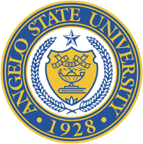 ANGELO STATE UNIVERSITY
• 1928 •